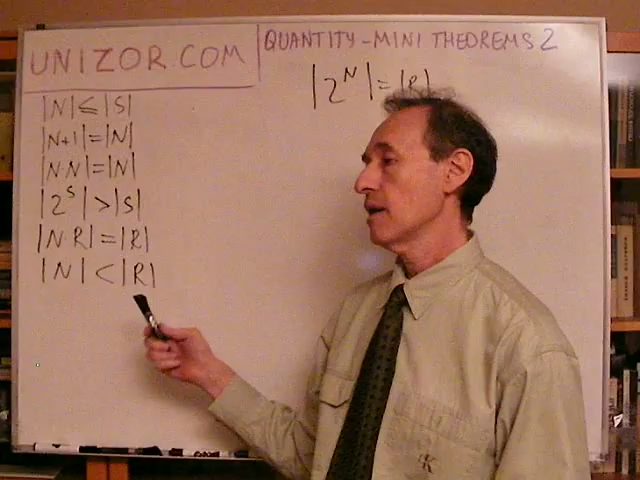 UNIZOR.COM
QUANTITY-MINI THEOREMS 2
|2^N|=|R|
|N|≤|S|
|N+1|=|N|
|N·N|=|N|
|2^S|>|S|
|N·R|=|R|
|N|<|R|